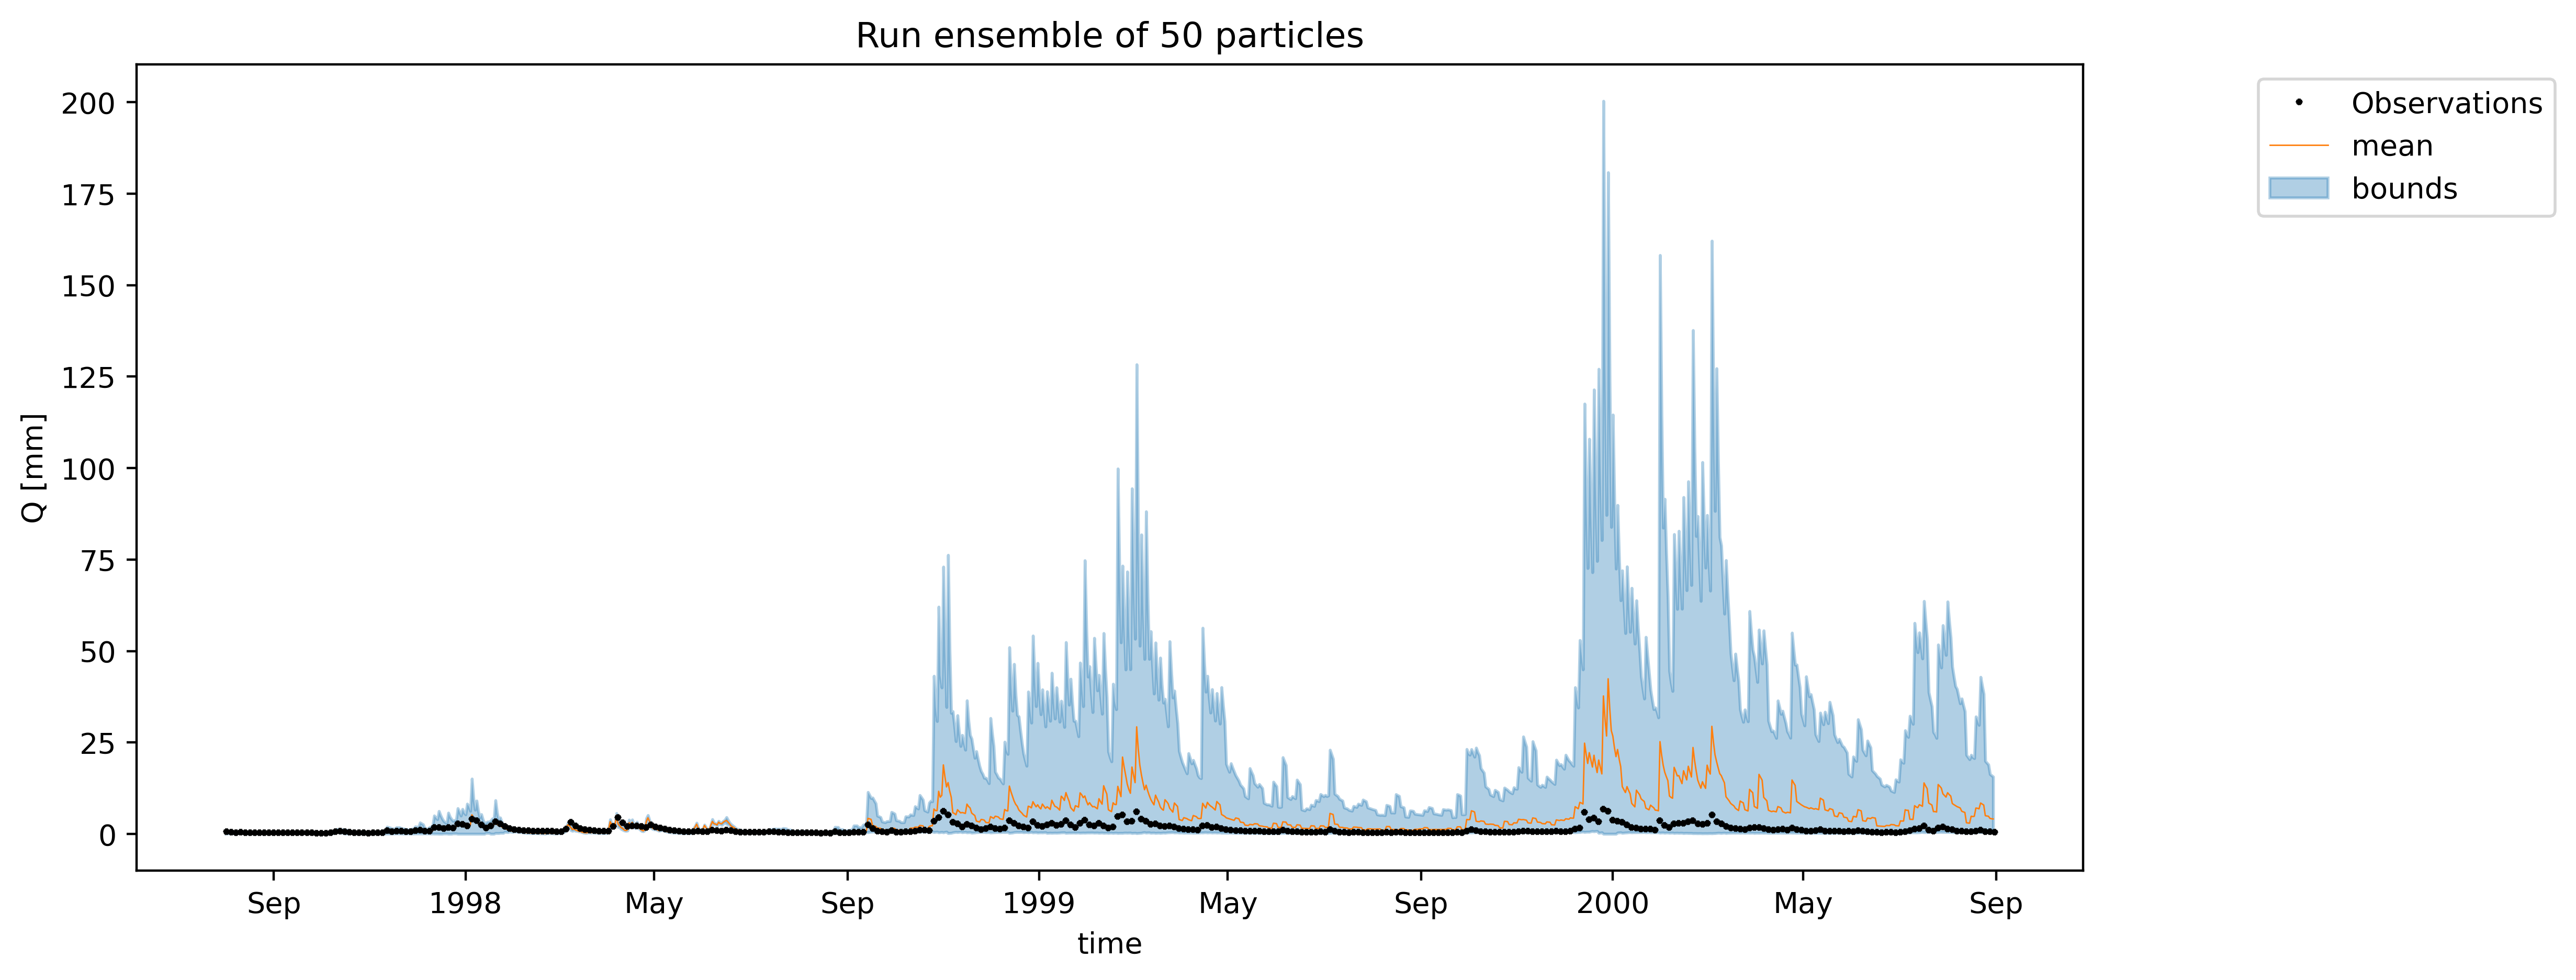 Run ensemble of 50 particles
200
175
150
125
100
75
50
25
0
Q [mm]
Sep
1998
May
Sep
1999
May
Sep
2000
May
Sep
time
Observations
mean
bounds